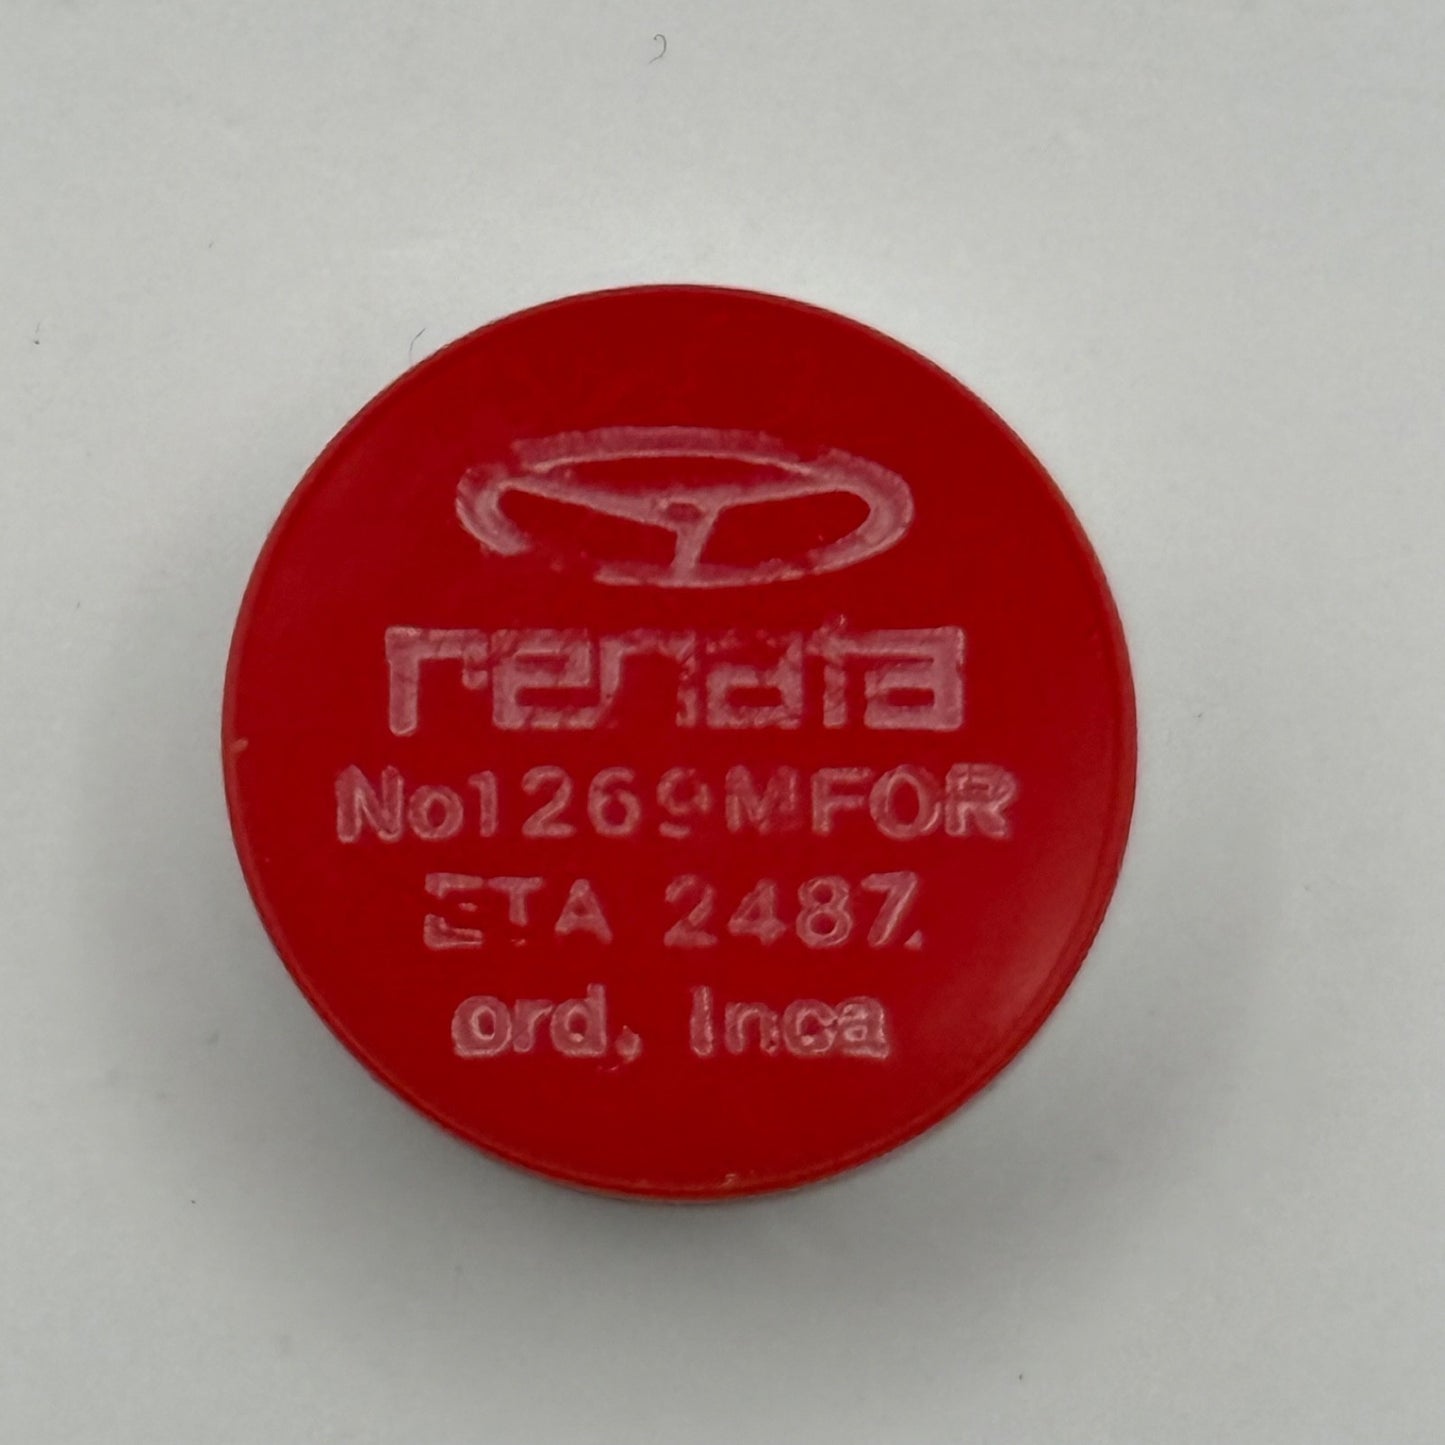 renata
No1269MFOR
ETA 2487.
ord, Inca